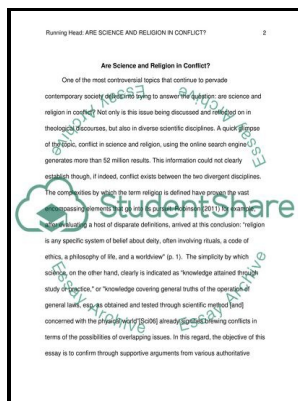 Running Head: ARE SCIENCE AND RELIGION IN CONFLICT? 2
Are Science and Religion in Conflict?
One of the most controversial topics that continue to pervade
contemporary society delves into trying to answer the question: are science and
religion in conflict? Not only is this issue being discussed and reflected on in
theological discourses, but also in diverse scientific disciplines. A quick glimpse
of the topic, conflict in science and religion, using the online search engine
generates more than 52 million results. This information could not clearly
establish though, if indeed, conflict exists between the two divergent disciplines.
The complexities by which the term religion is defined have proven the vast
encompassing elements that go into its pursuit. Robinson (2011) for example,
after evaluating a host of disparate definitions, arrived at this conclusion: "religion
is any specific system of belief about deity, often involving rituals, a code of
ethics, a philosophy of life, and a worldview" (p. 1). The simplicity by which
science, on the other hand, clearly is indicated as "knowledge attained through
study or practice," or "knowledge covering general truths of the operation of
general laws, esp. as obtained and tested through scientific method [and]
concerned with the physical world [Sci06] already signals brewing conflicts in
terms of the possibilities of overlapping issues. In this regard, the objective of this
essay is to confirm through supportive arguments from various authoritative
StudentShare